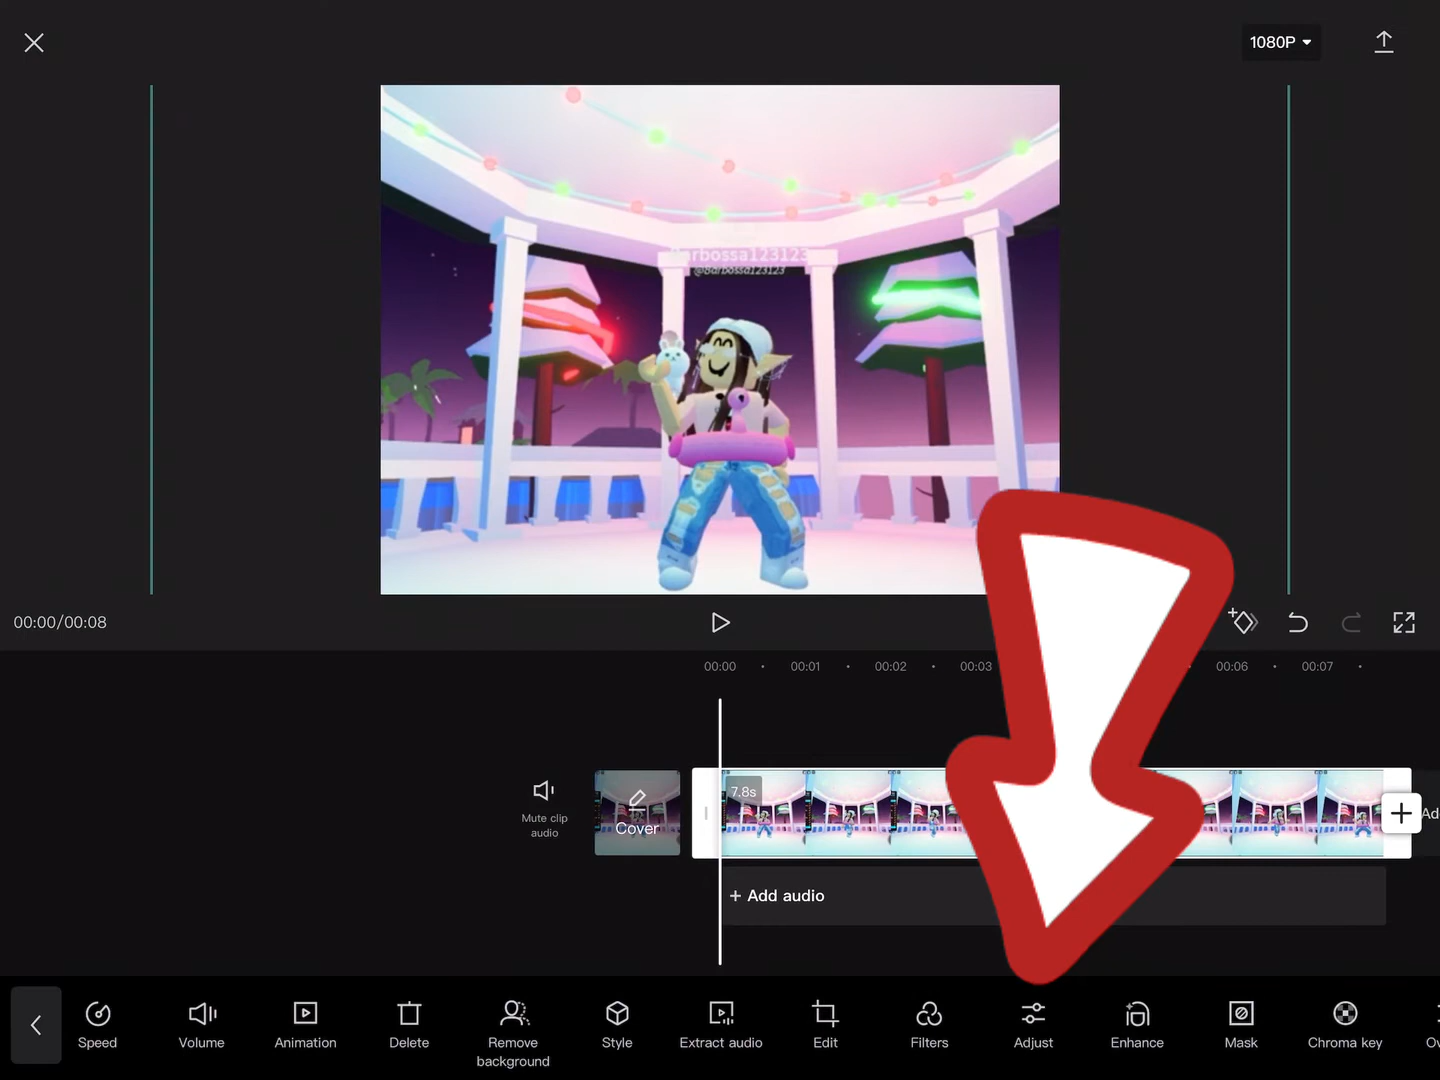 1080P
@Barbossa123123
00:00/00:08
00:00
00:01
00:02
00:03
00:06
00:07
7.8s
Mute clip
audio
Cover
+ Add audio
Speed
Volume
Animation
Delete
Remove
background
Style
Extract audio
Edit
Filters
Adjust
Enhance
Mask
Chroma key